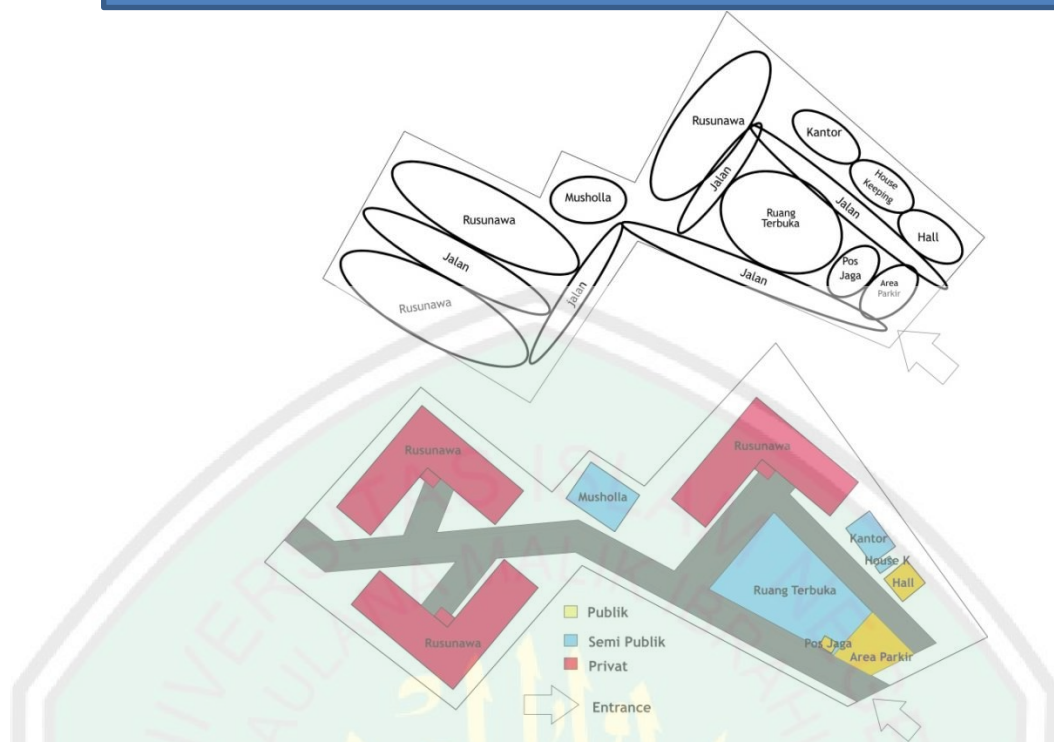 Rusunawa
Kantor
House
Keeping
Jalan
Jalan
Hall
Musholla
Ruang
Terbuka
Rusunawa
Jalan
Pos
Jaga
Area
Parkir
Jalan
Jalan
Rusunawa
Rusunawa
Rusunawa
Musholla
Kantor
House K
Hall
Ruang Terbuka
Pos Jaga
Area Parkir
Rusunawa
Publik
Semi Publik
Privat
Entrance